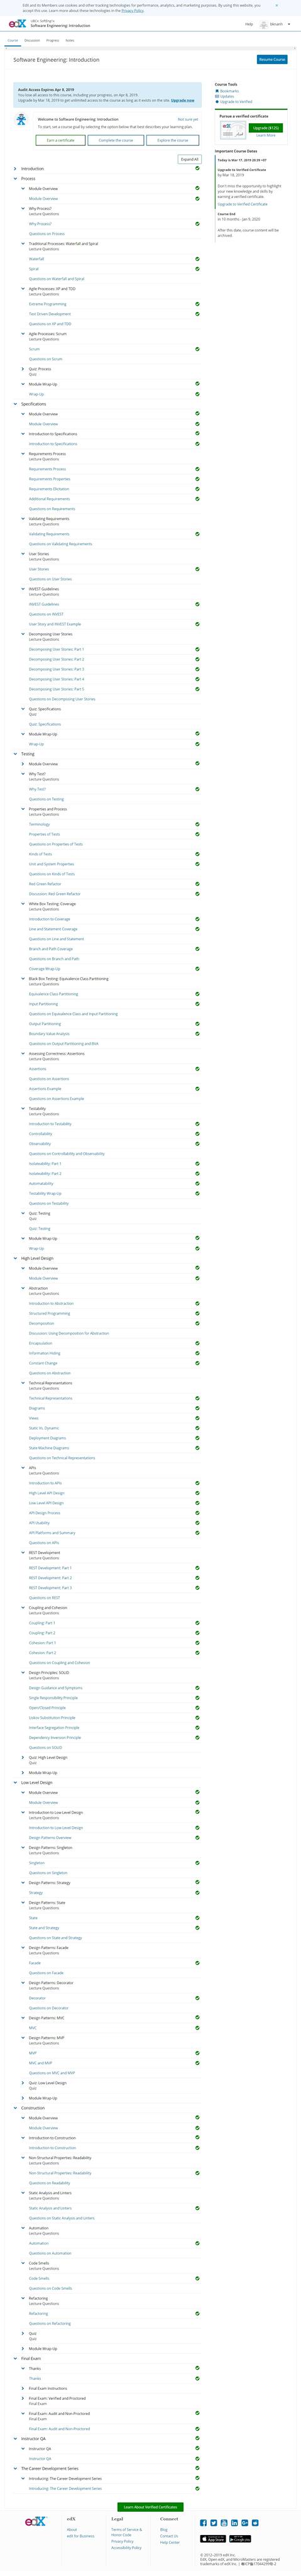 EdX and its Members use cookies and other tracking technologies for performance, analytics, and marketing purposes. By using this website, you
accept this use. Learn more about these technologies in the Privacy Policy.
edX
Software Engineering: Introduction
Help
Course
Discussion
Progress
Notes
Software Engineering: Introduction
Resume Course
Audit Access Expires Apr 8, 2019
You lose all access to this course, including your progress, on Apr 8, 2019.
Upgrade by Mar 18, 2019 to get unlimited access to the course as long as it exists on the site. Upgrade now
Welcome to Software Engineering: Introduction
Not sure yet
To start, set a course goal by selecting the option below that best describes your learning plan.
Earn a certificate
Complete the course
Explore the course
Expand All
Course Tools
Bookmarks
Updates
Upgrade to Verified
Pursue a verified certificate
Upgrade ($125)
Learn More
Important Course Dates
Upgrade to Verified Certificate
by Mar 18, 2019
Don't miss the opportunity to highlight
your new knowledge and skills by
earning a verified certificate.
Upgrade to Verified Certificate
Course End
in 10 months - Jan 9, 2020
After this date, course content will be
archived.
Introduction
Process
Module Overview
Module Overview
Why Process?
Lecture Questions
Why Process?
Questions on Process
Traditional Processes: Waterfall and Spiral
Lecture Questions
Waterfall
Spiral
Questions on Waterfall and Spiral
Agile Processes: XP and TDD
Lecture Questions
Extreme Programming
Test Driven Development
Questions on XP and TDD
Agile Processes: Scrum
Lecture Questions
Scrum
Questions on Scrum
Quiz: Process
Quiz
Module Wrap-Up
Wrap-Up
Specifications
Module Overview
Module Overview
Introduction to Specifications
Introduction to Specifications
Requirements Process
Lecture Questions
Requirements Process
Requirements Properties
Requirements Elicitation
Additional Requirements
Questions on Requirements
Validating Requirements
Lecture Questions
Validating Requirements
Questions on Validating Requirements
User Stories
Lecture Questions
User Stories
Questions on User Stories
INVEST Guidelines
Lecture Questions
INVEST Guidelines
Questions on INVEST
User Story and INVEST Example
Decomposing User Stories
Lecture Questions
Decomposing User Stories: Part 1
Decomposing User Stories: Part 2
Decomposing User Stories: Part 3
Decomposing User Stories: Part 4
Decomposing User Stories: Part 5
Questions on Decomposing User Stories
Quiz: Specifications
Quiz
Quiz: Specifications
Module Wrap-Up
Wrap-Up
Testing
Module Overview
Why Test?
Lecture Questions
Why Test?
Questions on Testing
Properties and Process
Lecture Questions
Terminology
Properties of Tests
Questions on Properties of Tests
Kinds of Tests
Unit and System Properties
Questions on Kinds of Tests
Red Green Refactor
Discussion: Red Green Refactor
White Box Testing: Coverage
Lecture Questions
Introduction to Coverage
Line and Statement Coverage
Questions on Line and Statement
Branch and Path Coverage
Questions on Branch and Path
Coverage Wrap-Up
Black Box Testing: Equivalence Class Partitioning
Lecture Questions
Equivalence Class Partitioning
Input Partitioning
Questions on Equivalence Class and Input Partitioning
Output Partitioning
Boundary Value Analysis
Questions on Output Partitioning and BVA
Assessing Correctness: Assertions
Lecture Questions
Assertions
Questions on Assertions
Assertions Example
Questions on Assertions Example
Testability
Lecture Questions
Introduction to Testability
Controllability
Observability
Questions on Controllability and Observability
Isolateability: Part 1
Isolateability: Part 2
Automatability
Testability Wrap-Up
Questions on Testability
Quiz: Testing
Quiz
Quiz: Testing
Module Wrap-Up
Wrap-Up
High Level Design
Module Overview
Module Overview
Abstraction
Lecture Questions
Introduction to Abstraction
Structured Programming
Decomposition
Discussion: Using Decomposition for Abstraction
Encapsulation
Information Hiding
Constant Change
Questions on Abstraction
Technical Representations
Lecture Questions
Technical Representations
Diagrams
Views
Static Vs. Dynamic
Deployment Diagrams
State Machine Diagrams
Questions on Technical Representations
APIs
Lecture Questions
Introduction to APIs
High Level API Design
Low Level API Design
API Design Process
API Usability
API Platforms and Summary
Questions on APIs
REST Development
Lecture Questions
REST Development: Part 1
REST Development: Part 2
REST Development: Part 3
Questions on REST
Coupling and Cohesion
Lecture Questions
Coupling: Part 1
Coupling: Part 2
Cohesion: Part 1
Cohesion: Part 2
Questions on Coupling and Cohesion
Design Principles: SOLID
Lecture Questions
Design Guidance and Symptoms
Single Responsibility Principle
Open/Closed Principle
Liskov Substitution Principle
Interface Segregation Principle
Dependency Inversion Principle
Questions on SOLID
Quiz: High Level Design
Quiz
Module Wrap-Up
Low Level Design
Module Overview
Module Overview
Introduction to Low Level Design
Lecture Questions
Introduction to Low Level Design
Design Patterns Overview
Design Patterns: Singleton
Lecture Questions
Singleton
Questions on Singleton
Design Patterns: Strategy
Strategy
Design Patterns: State
Lecture Questions
State
State and Strategy
Questions on State and Strategy
Design Patterns: Facade
Lecture Questions
Facade
Questions on Facade
Design Patterns: Decorator
Lecture Questions
Decorator
Questions on Decorator
Design Patterns: MVC
MVC
Design Patterns: MVP
Lecture Questions
MVP
MVC and MVP
Questions on MVC and MVP
Quiz: Low Level Design
Quiz
Module Wrap-Up
Construction
Module Overview
Module Overview
Introduction to Construction
Introduction to Construction
Non-Structural Properties: Readability
Lecture Questions
Non-Structural Properties: Readability
Questions on Readability
Static Analysis and Linters
Lecture Questions
Static Analysis and Linters
Questions on Static Analysis and Linters
Automation
Lecture Questions
Automation
Questions on Automation
Code Smells
Lecture Questions
Code Smells
Questions on Code Smells
Refactoring
Lecture Questions
Refactoring
Questions on Refactoring
Quiz
Quiz
Module Wrap-Up
Final Exam
Thanks
Thanks
Final Exam Instructions
Final Exam: Verified and Proctored
Final Exam
Final Exam: Audit and Non-Proctored
Final Exam
Final Exam: Audit and Non-Proctored
Instructor QA
Instructor QA
Instructor QA
The Career Development Series
Introducing: The Career Development Series
Introducing: The Career Development Series
Learn About Verified Certificates
edX
edX
About
edX for Business
Legal
Terms of Service &
Honor Code
Privacy Policy
Accessibility Policy
Connect
Blog
Contact Us
Help Center
App Store
Google Play
© 2012–2019 edX Inc.
EdX, Open edX, and MicroMasters are registered